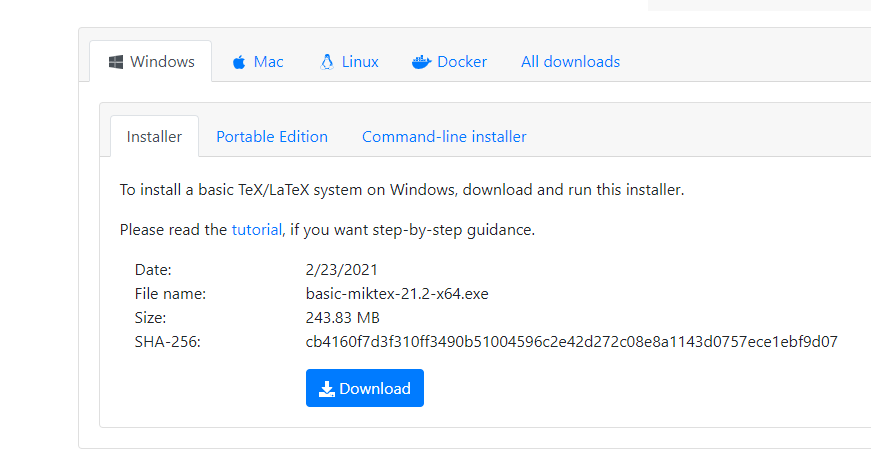 Windows Mac Linux Docker All downloads
Installer Portable Edition Command-line installer
To install a basic TeX/LaTeX system on Windows, download and run this installer.
Please read the tutorial, if you want step-by-step guidance.
Date: 2/23/2021
File name: basic-miktex-21.2-x64.exe
Size: 243.83 MB
SHA-256: cb4160f7d3f310ff3490b51004596c2e42d272c08e8a1143d0757ece1ebf9d07
Download